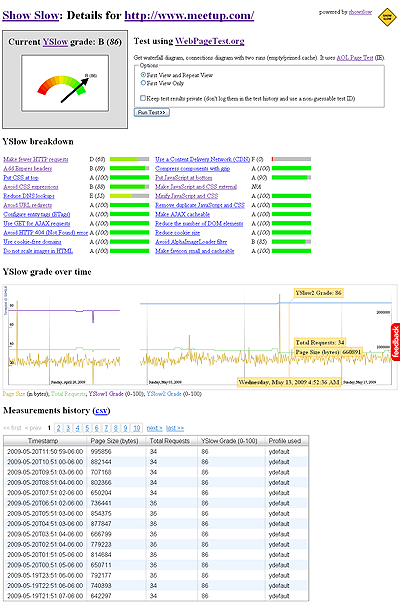 Show Slow: Details for http://www.meetup.com/
powered by showslow
SHOW SLOW
Current YSlow grade: B (86)
B (86)
Test using WebPageTest.org
Get waterfall diagram, connections diagram with two runs (empty/primed cache). It uses AOL Page Test (IE).
Options
First View and Repeat View
First View Only
Keep test results private (don't log them in the test history and use a non-guessable test ID)
Run Test>>
YSlow breakdown
Make fewer HTTP requests D (68) Use a Content Delivery Network (CDN) F (0)
Add Expires headers B (89) Compress components with gzip A (100)
Put CSS at top A (100) Put JavaScript at bottom A (90)
Avoid CSS expressions B (88) Make JavaScript and CSS external N/A
Reduce DNS lookups Minify JavaScript and CSS A (100)
Avoid URL redirects A (100) Remove duplicate JavaScript and CSS A (100)
Configure entity tags (ETags) A (100) Make AJAX cacheable A (100)
Use GET for AJAX requests A (100) Reduce the number of DOM elements A (100)
Avoid HTTP 404 (Not Found) error A (100) Reduce cookie size A (100)
Use cookie-free domains A (100) Avoid AlphaImageLoader filter B (85)
Do not scale images in HTML A (100) Make favicon small and cacheable A (100)
YSlow grade over time
YSlow2 Grade: 86
2000000
Total Requests: 34
Page Size (bytes): 660891
1000000
feedback
Sunday, April 26, 2009 Sunday, May 03, 2009 Wednesday, May 13, 2009 4:52:36 AM Sunday, May 17, 2009
Page Size (in bytes), Total Requests, YSlow1 Grade (0-100), YSlow2 Grade (0-100)
Measurements history (csv)
<< first < prev 1 2 3 4 5 6 7 8 9 10 next > last >>
Timestamp Page Size (bytes) Total Requests YSlow Grade (0-100) Profile used
2009-05-20T11:50:59-06:00 995856 34 86 ydefault
2009-05-20T10:51:00-06:00 882144 34 86 ydefault
2009-05-20T09:51:03-06:00 707168 34 86 ydefault
2009-05-20T08:51:04-06:00 802366 34 86 ydefault
2009-05-20T07:51:02-06:00 650204 34 86 ydefault
2009-05-20T06:51:02-06:00 736441 36 86 ydefault
2009-05-20T05:51:03-06:00 854375 34 86 ydefault
2009-05-20T04:51:03-06:00 877847 34 86 ydefault
2009-05-20T03:51:04-06:00 666799 34 86 ydefault
2009-05-20T02:51:04-06:00 779223 34 86 ydefault
2009-05-20T01:51:01-06:00 814684 34 86 ydefault
2009-05-20T00:51:05-06:00 650711 34 86 ydefault
2009-05-19T23:51:06-06:00 792177 34 86 ydefault
2009-05-19T22:51:06-06:00 740393 34 86 ydefault
2009-05-19T21:51:07-06:00 642297 34 86 ydefault